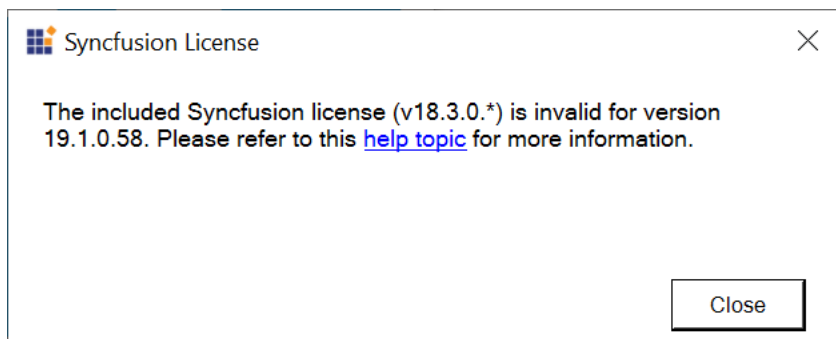 Syncfusion License
The included Syncfusion license (v18.3.0.*) is invalid for version
19.1.0.58. Please refer to this help topic for more information.
Close